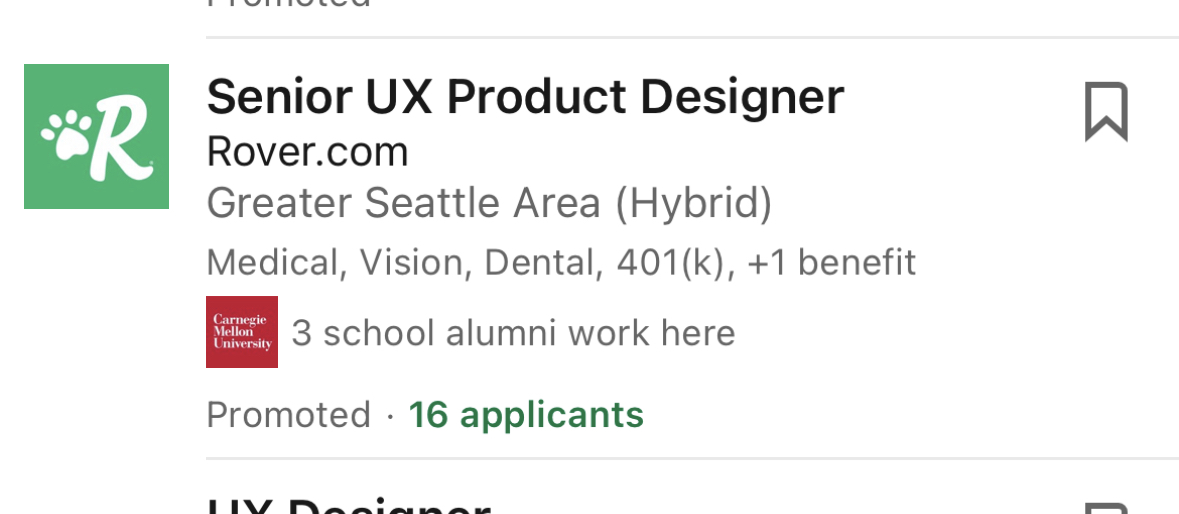 Promoted
Senior UX Product Designer
Rover.com
Greater Seattle Area (Hybrid)
Medical, Vision, Dental, 401(k), +1 benefit
Carnegie
Mellon
University
3 school alumni work here
Promoted · 16 applicants
UX Designer